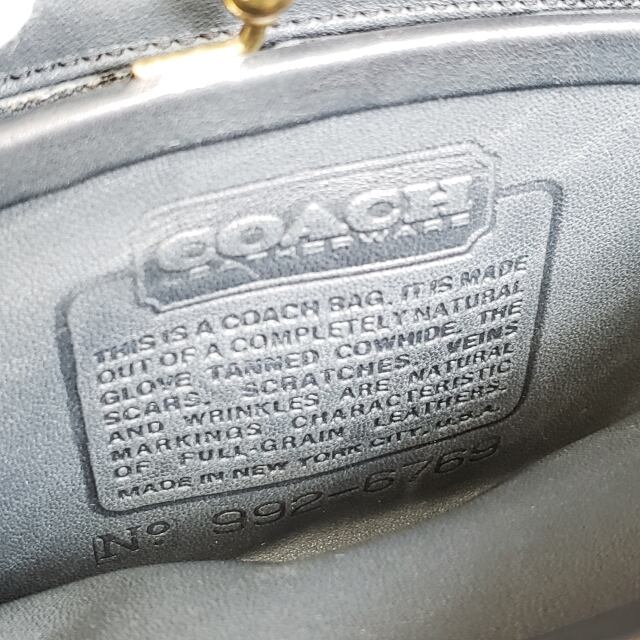 COACH
LEATHERWARE
THIS IS A COACH BAG. IT IS MADE
OUT OF A COMPLETELY NATURAL
GLOVE TANNED COWHIDE. THE
SCARS, SCRATCHES, VEINS
AND WRINKLES ARE NATURAL
MARKINGS CHARACTERISTIC
OF FULL-GRAIN LEATHERS.
MADE IN NEW YORK CITY, U.S.A.
No 992-6769